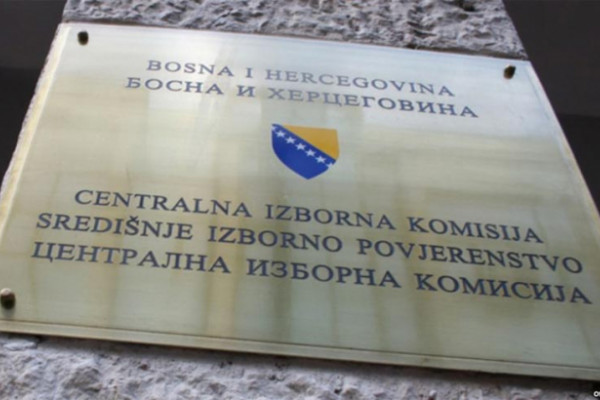 BOSNA I HERCEGOVINA
БОСНА И ХЕРЦЕГОВИНА
CENTRALNA IZBORNA KOMISIJA
SREDIŠNJE IZBORNO POVJERENSTVO
ЦЕНТРАЛНА ИЗБОРНА КОМИСИЈА